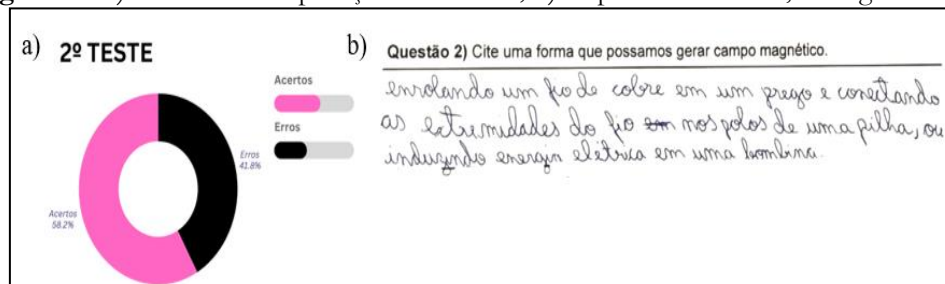 a) 2º TESTE
Acertos
Erros
Erros
41.8%
Acertos
58.2%
b) Questão 2) Cite uma forma que possamos gerar campo magnético.
enrolando um fio de cobre em um prego e conectando
as extremidades do fio nos polos de uma pilha, ou
induzindo energia elétrica em uma bombina.